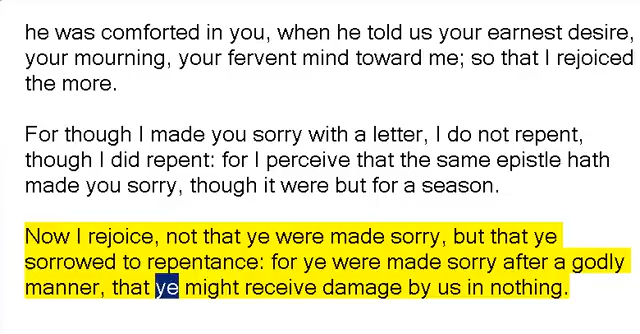 he was comforted in you, when he told us your earnest desire,
your mourning, your fervent mind toward me; so that I rejoiced
the more.
For though I made you sorry with a letter, I do not repent,
though I did repent: for I perceive that the same epistle hath
made you sorry, though it were but for a season.
Now I rejoice, not that ye were made sorry, but that ye
sorrowed to repentance: for ye were made sorry after a godly
manner, that ye might receive damage by us in nothing.